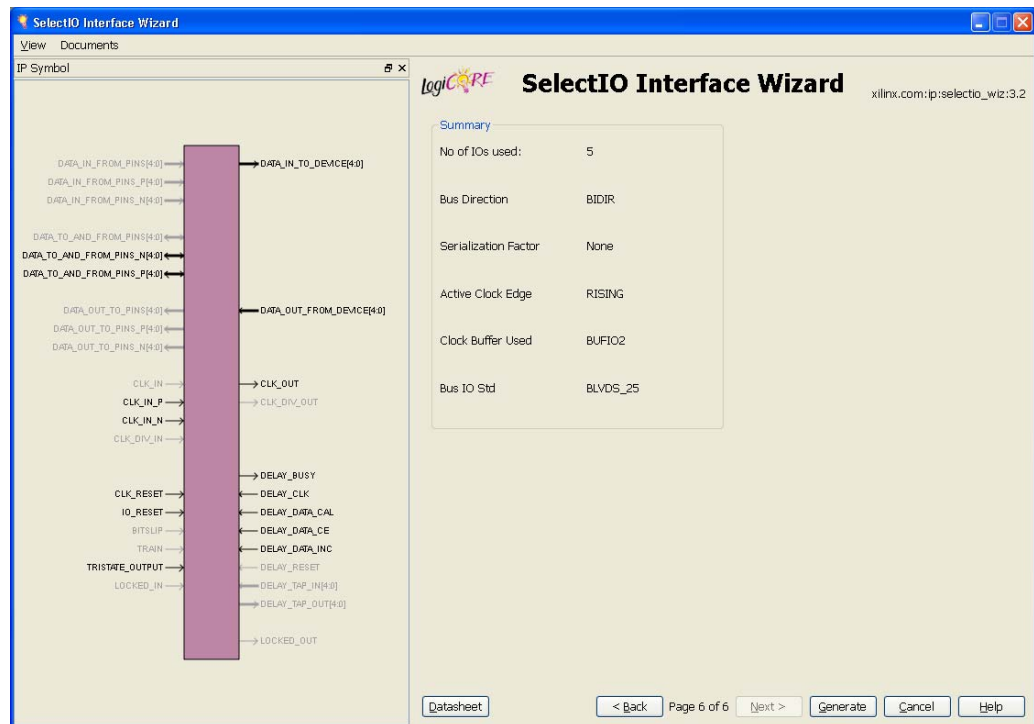 SelectIO Interface Wizard
View Documents
IP Symbol
DATA_IN_FROM_PINS[4:0]
DATA_IN_FROM_PINS_P[4:0]
DATA_IN_FROM_PINS_N[4:0]
DATA_TO_AND_FROM_PINS[4:0]
DATA_TO_AND_FROM_PINS_N[4:0]
DATA_TO_AND_FROM_PINS_P[4:0]
DATA_OUT_TO_PINS[4:0]
DATA_OUT_TO_PINS_P[4:0]
DATA_OUT_TO_PINS_N[4:0]
CLK_IN
CLK_IN_P
CLK_IN_N
CLK_DIV_IN
CLK_RESET
IO_RESET
BITSLIP
TRAIN
TRISTATE_OUTPUT
LOCKED_IN
DATA_IN_TO_DEVICE[4:0]
DATA_OUT_FROM_DEVICE[4:0]
CLK_OUT
CLK_DIV_OUT
DELAY_BUSY
DELAY_CLK
DELAY_DATA_CAL
DELAY_DATA_CE
DELAY_DATA_INC
DELAY_RESET
DELAY_TAP_IN[4:0]
DELAY_TAP_OUT[4:0]
LOCKED_OUT
LogiCORE SelectIO Interface Wizard xilinx.com:ip:selectio_wiz:3.2
Summary
No of IOs used: 5
Bus Direction BIDIR
Serialization Factor None
Active Clock Edge RISING
Clock Buffer Used BUFIO2
Bus IO Std BLVDS_25
Datasheet < Back Page 6 of 6 Next > Generate Cancel Help